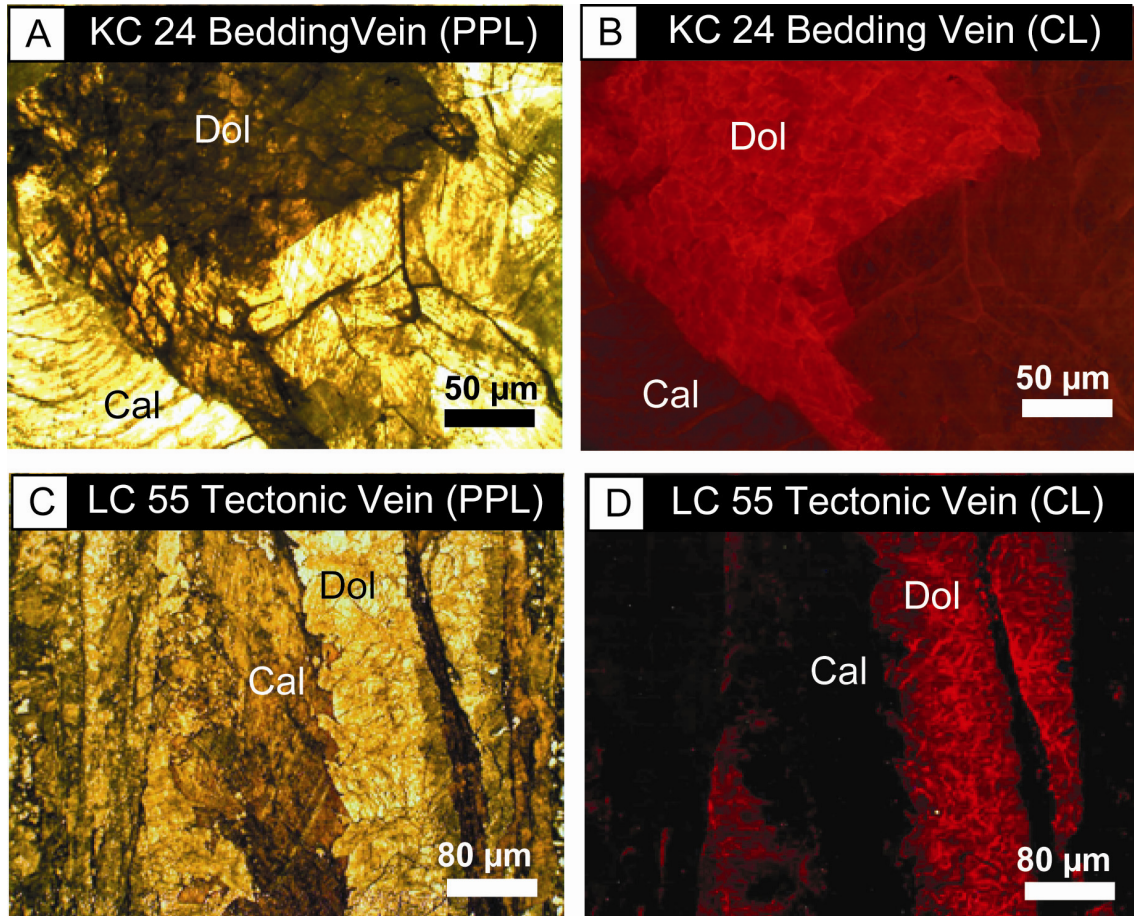 A KC 24 BeddingVein (PPL)
Dol
Cal
50 µm
B KC 24 Bedding Vein (CL)
Dol
Cal
50 µm
C LC 55 Tectonic Vein (PPL)
Dol
Cal
80 µm
D LC 55 Tectonic Vein (CL)
Dol
Cal
80 µm